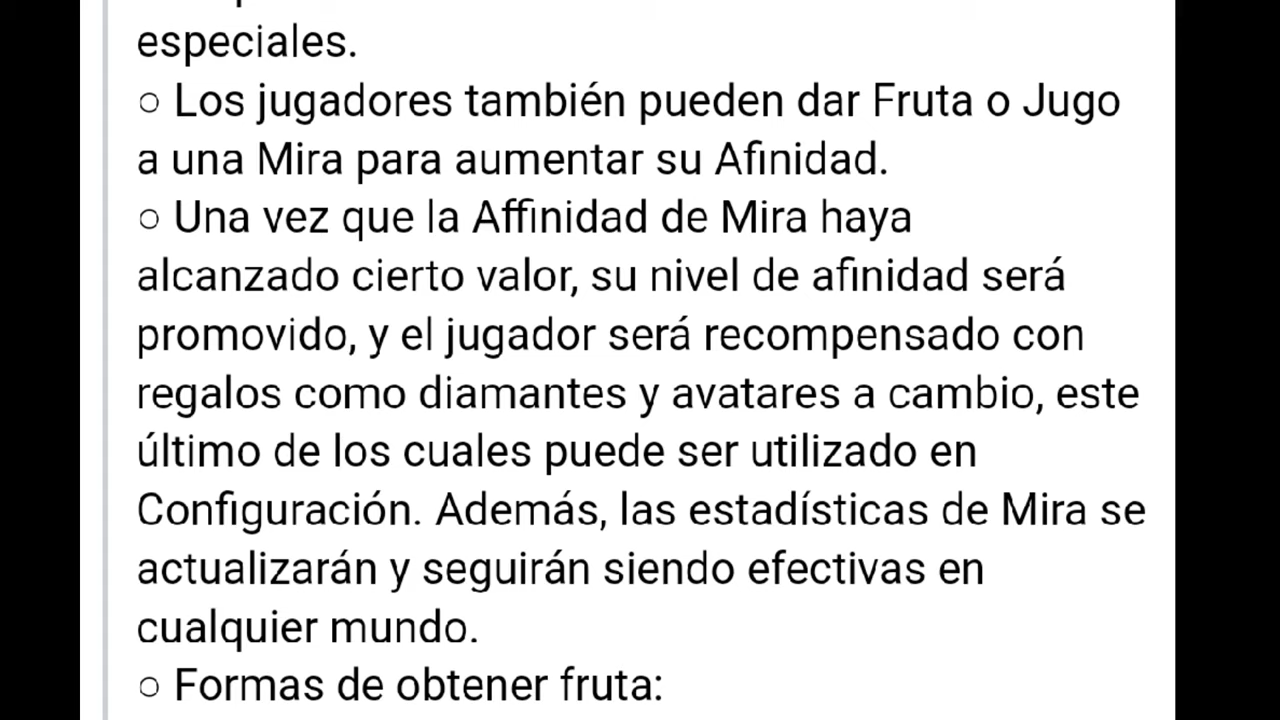 especiales.
○ Los jugadores también pueden dar Fruta o Jugo
a una Mira para aumentar su Afinidad.
○ Una vez que la Affinidad de Mira haya
alcanzado cierto valor, su nivel de afinidad será
promovido, y el jugador será recompensado con
regalos como diamantes y avatares a cambio, este
último de los cuales puede ser utilizado en
Configuración. Además, las estadísticas de Mira se
actualizarán y seguirán siendo efectivas en
cualquier mundo.
○ Formas de obtener fruta: